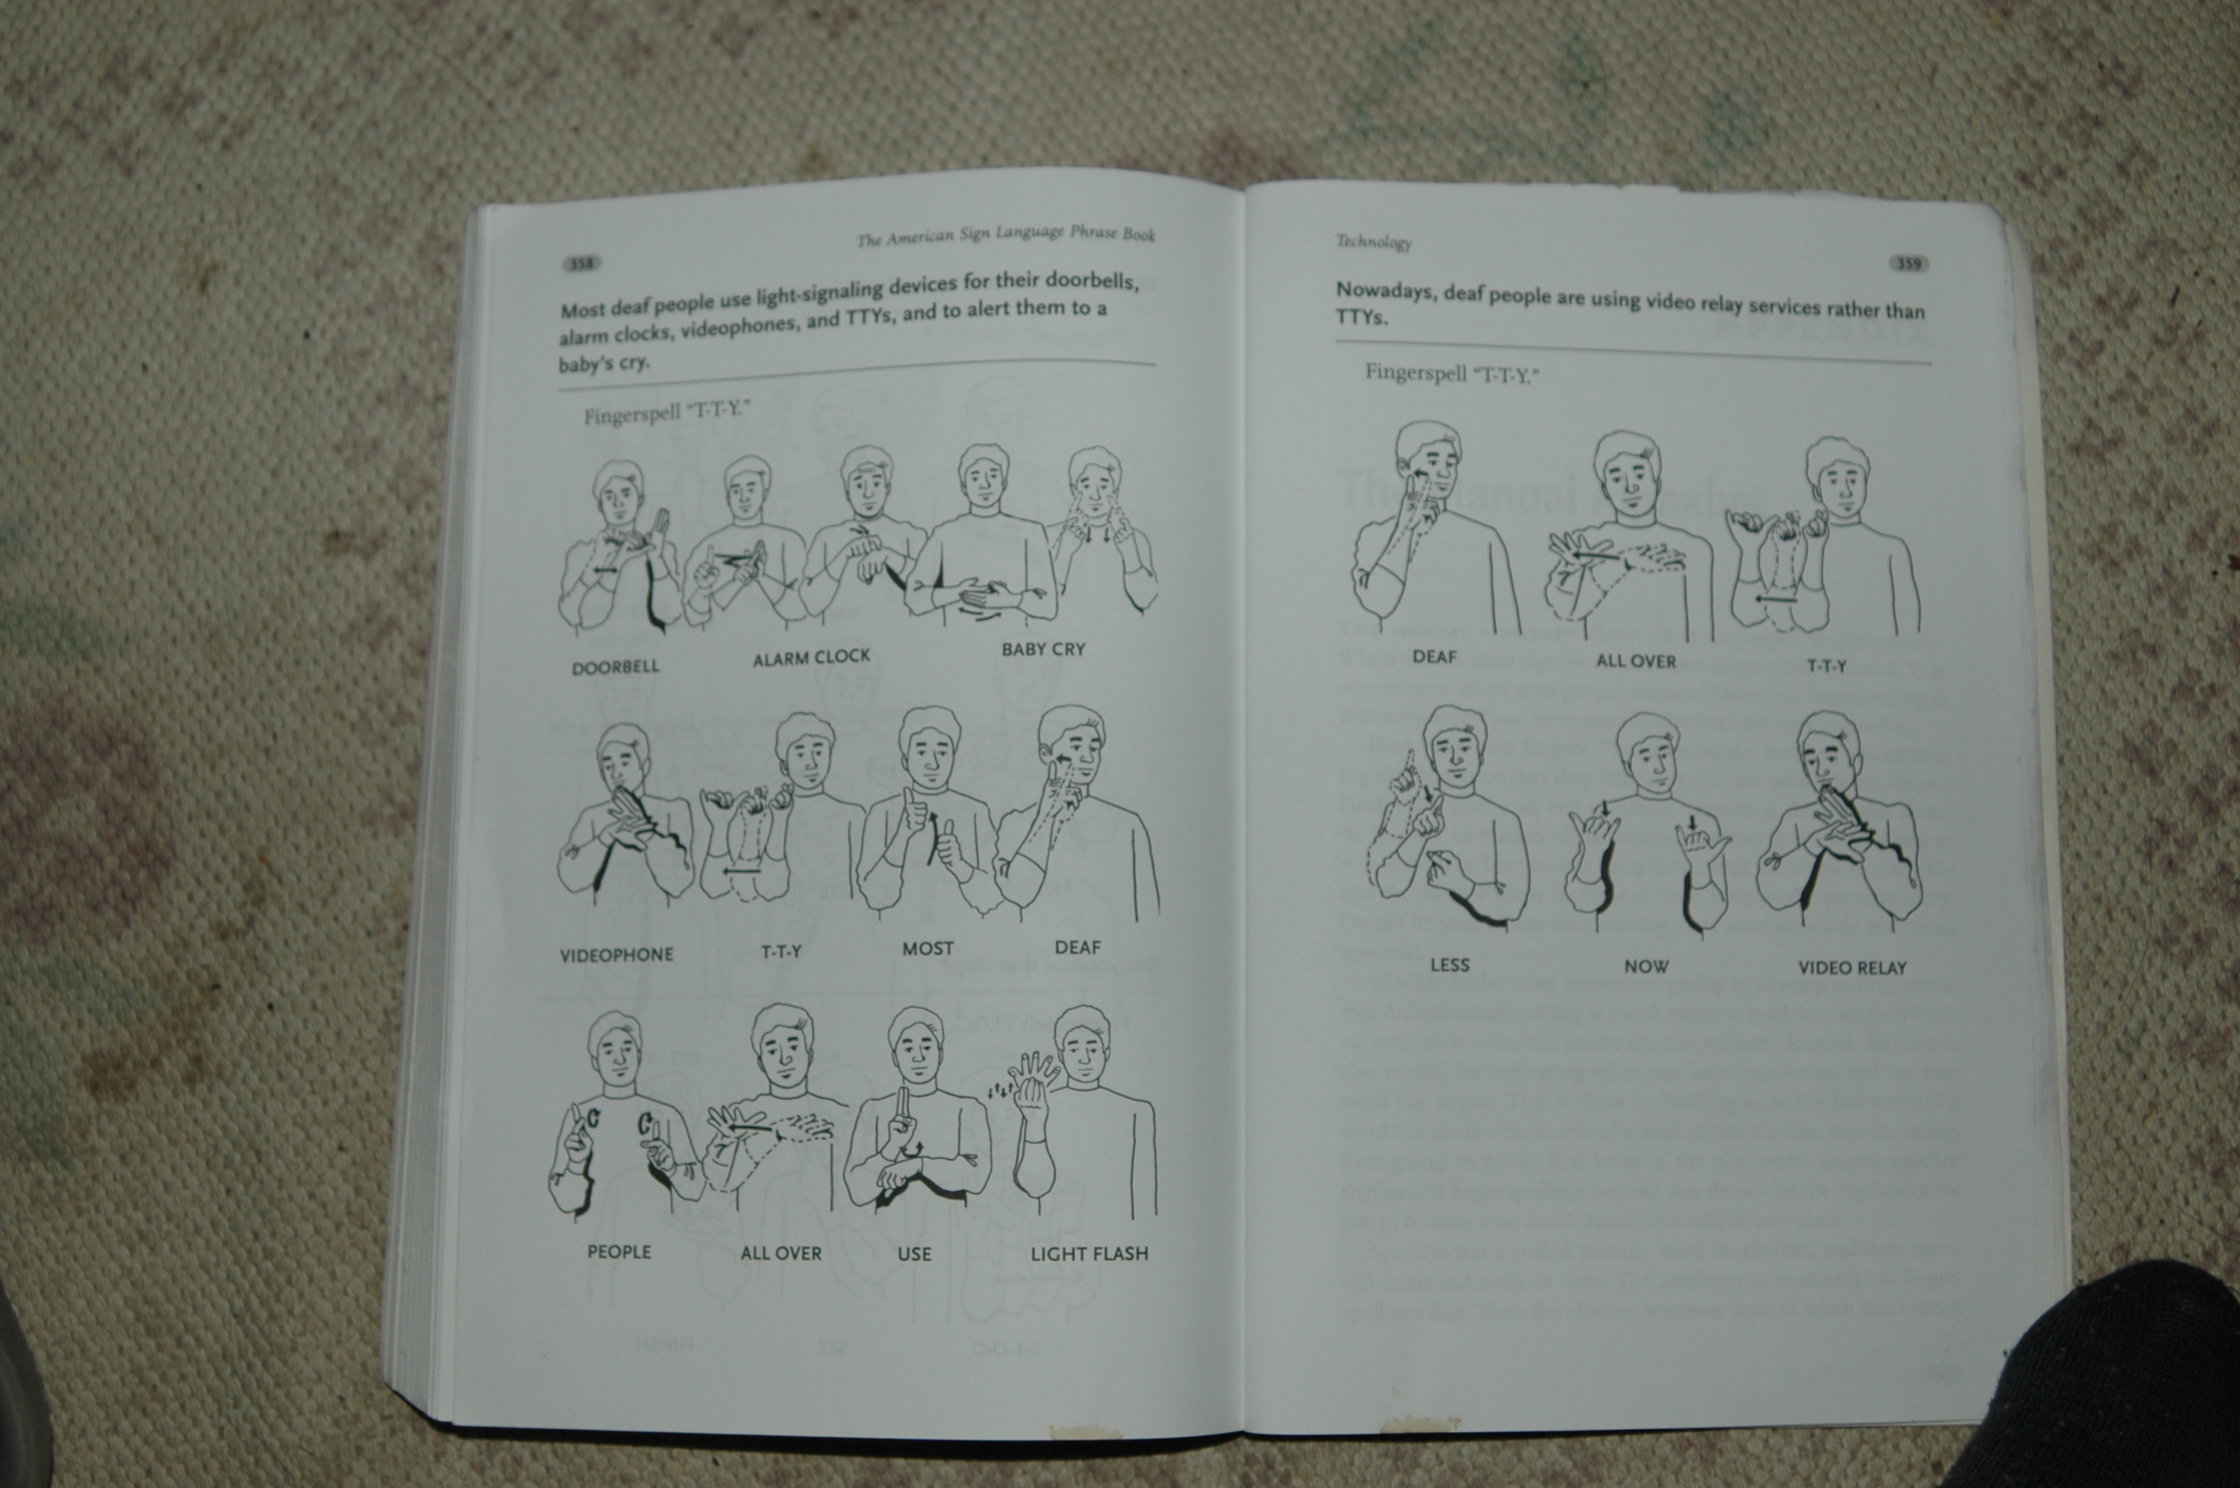 358
The American Sign Language Phrase Book
Most deaf people use light-signaling devices for their doorbells,
alarm clocks, videophones, and TTYs, and to alert them to a
baby's cry.
Fingerspell "T-T-Y."
DOORBELL ALARM CLOCK BABY CRY
VIDEOPHONE T-T-Y MOST DEAF
PEOPLE ALL OVER USE LIGHT FLASH
Technology
359
Nowadays, deaf people are using video relay services rather than
TTYs.
Fingerspell "T-T-Y."
DEAF ALL OVER T-T-Y
LESS NOW VIDEO RELAY